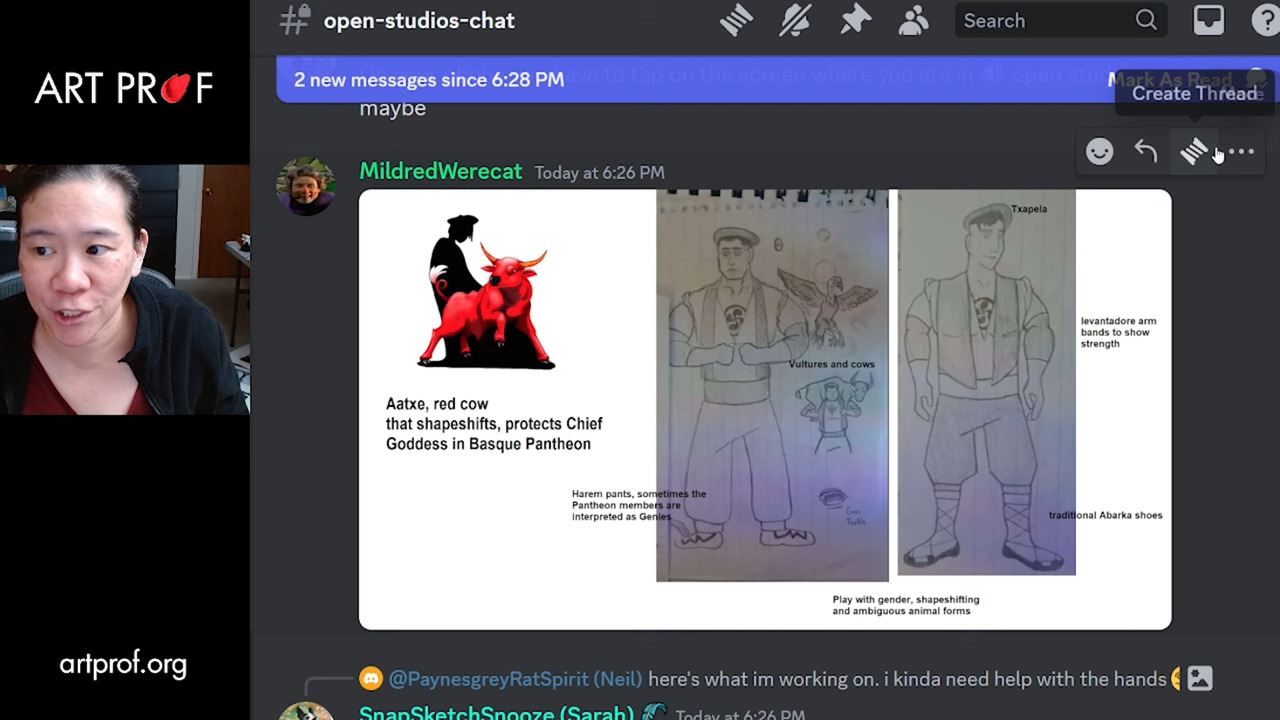 open-studios-chat
Search
ART PROF
2 new messages since 6:28 PM
Mark As Read
Create Thread
maybe
MildredWerecat Today at 6:26 PM
Txapela
levantadore arm
bands to show
strength
Vultures and cows
Aatxe, red cow
that shapeshifts, protects Chief
Goddess in Basque Pantheon
Harem pants, sometimes the
Pantheon members are
interpreted as Genies
traditional Abarka shoes
Play with gender, shapeshifting
and ambiguous animal forms
artprof.org
@PaynesgreyRatSpirit (Neil) here's what im working on. i kinda need help with the hands
SnapSketchSnooze (Sarah) Today at 6:26 PM